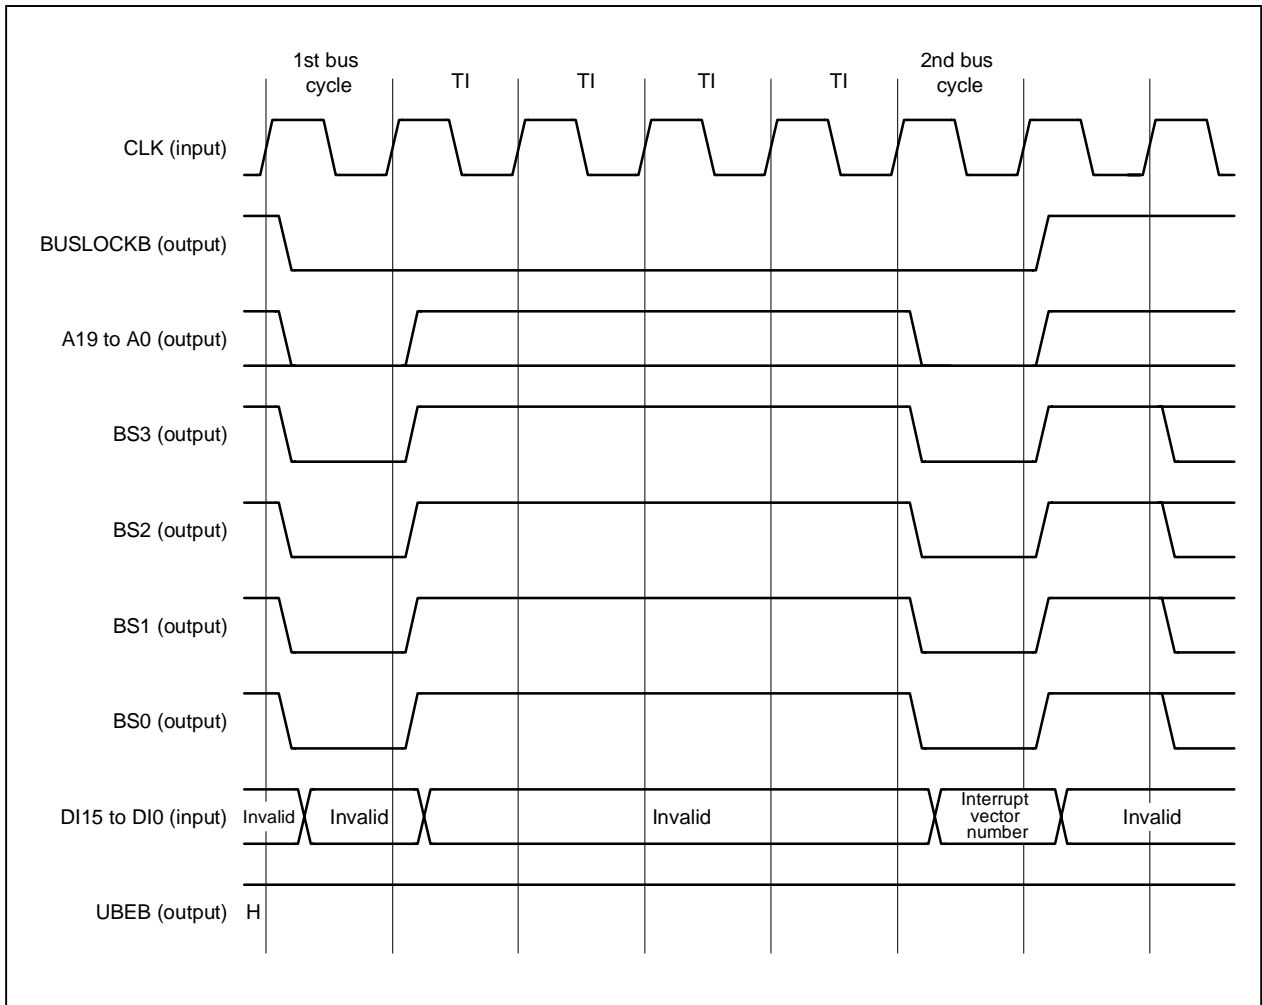 1st bus
cycle
TI
TI
TI
TI
2nd bus
cycle
CLK (input)
BUSLOCKB (output)
A19 to A0 (output)
BS3 (output)
BS2 (output)
BS1 (output)
BS0 (output)
DI15 to DI0 (input)
Invalid
Invalid
Invalid
Interrupt
vector
number
Invalid
UBEB (output)
H